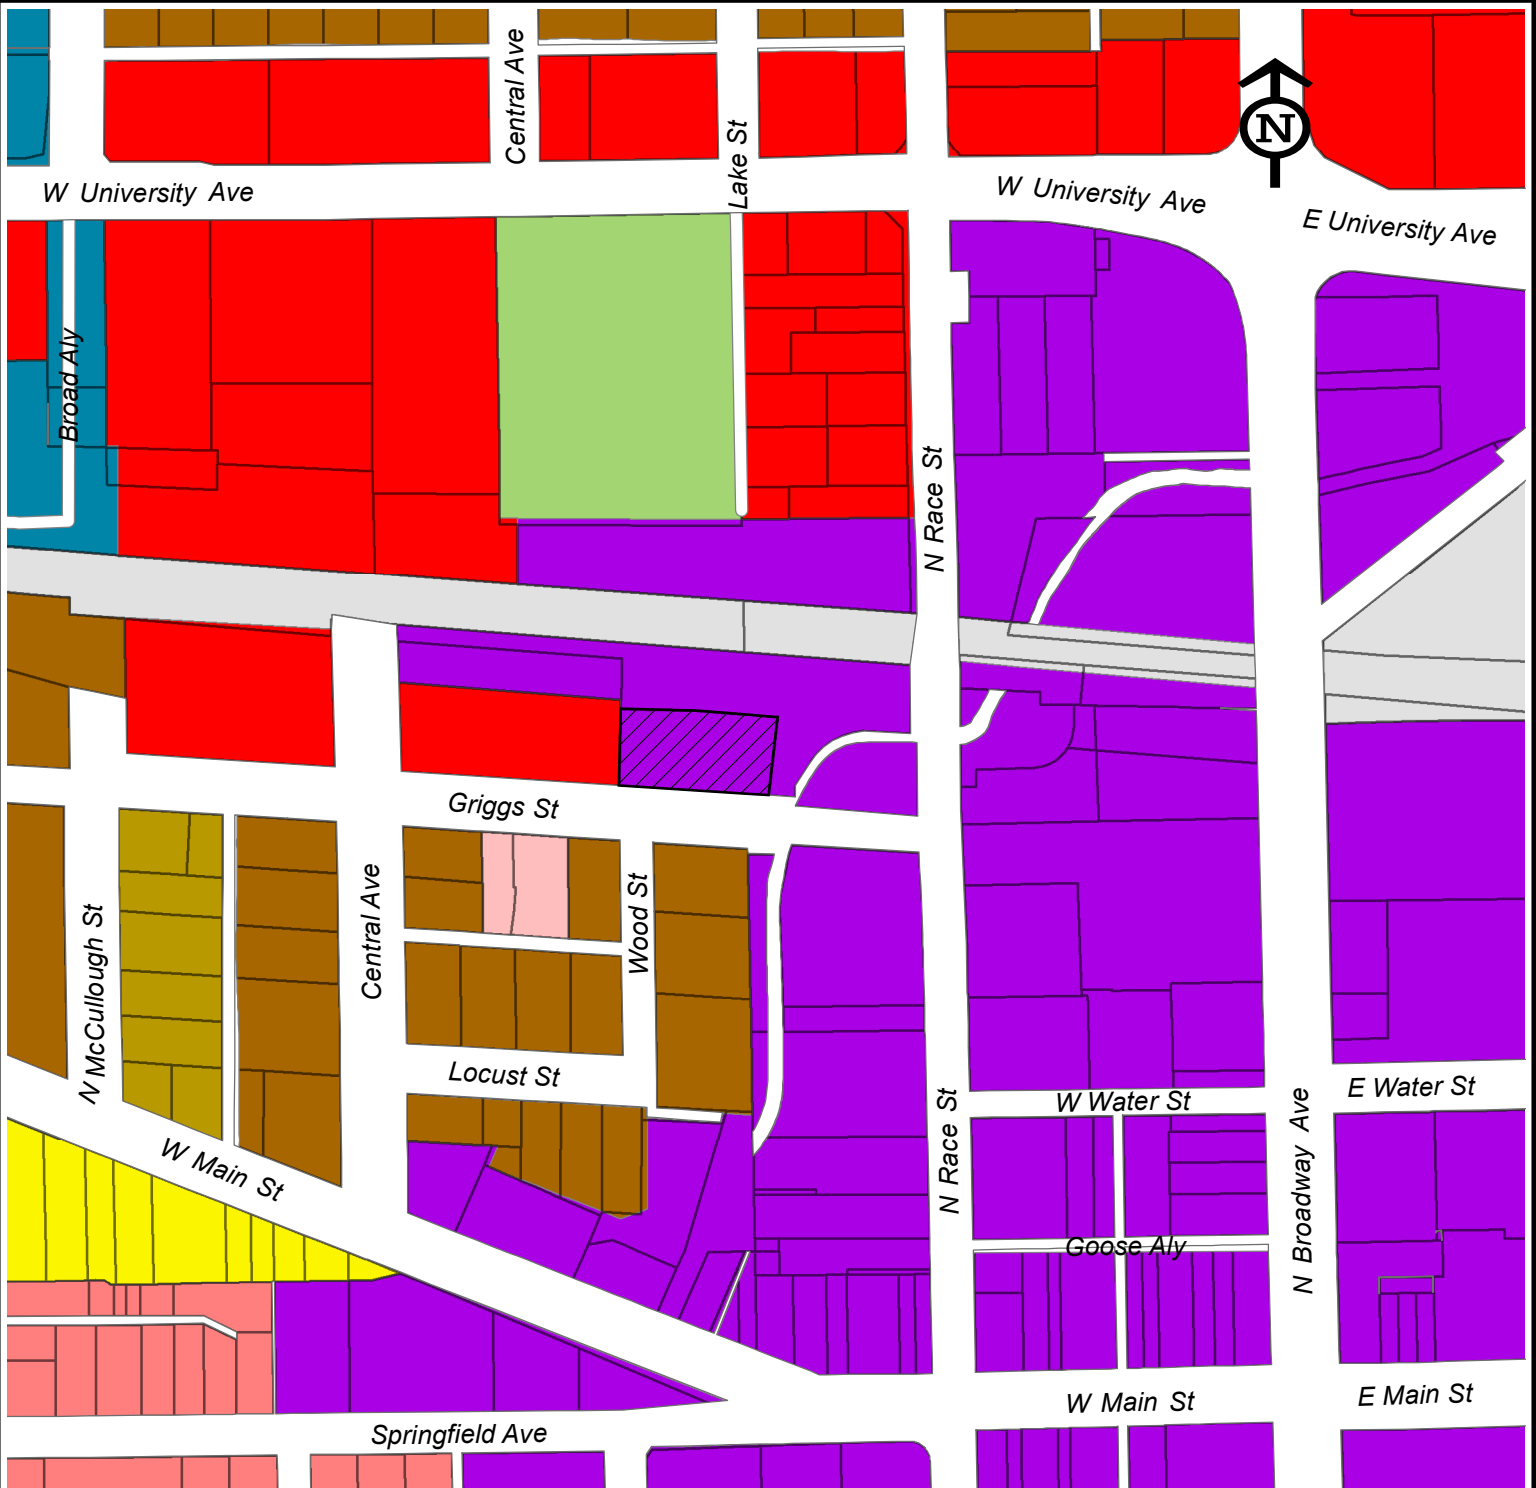 Central Ave
Lake St
N
W University Ave
W University Ave
E University Ave
Broad Aly
N Race St
Griggs St
Central Ave
Wood St
N McCullough St
Locust St
W Main St
N Race St
W Water St
E Water St
Goose Aly
N Broadway Ave
W Main St
E Main St
Springfield Ave